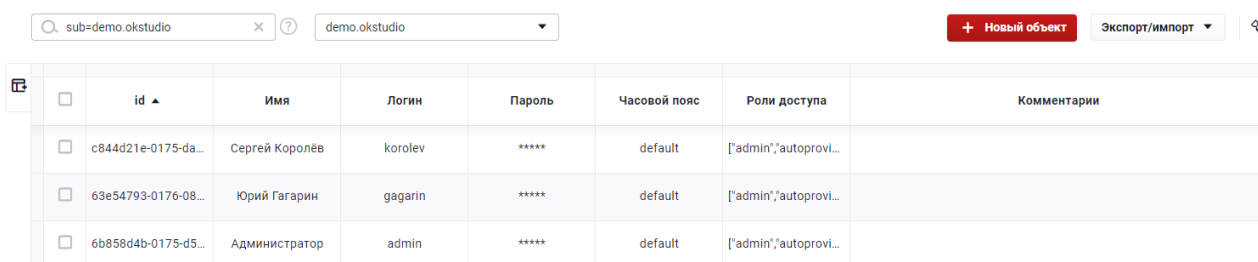 sub=demo.okstudio × ? demo.okstudio + Новый объект Экспорт/импорт
id Имя Логин Пароль Часовой пояс Роли доступа Комментарии
c844d21e-0175-da... Сергей Королёв korolev ***** default ["admin","autoprovi...
63e54793-0176-08... Юрий Гагарин gagarin ***** default ["admin","autoprovi...
6b858d4b-0175-d5... Администратор admin ***** default ["admin","autoprovi...